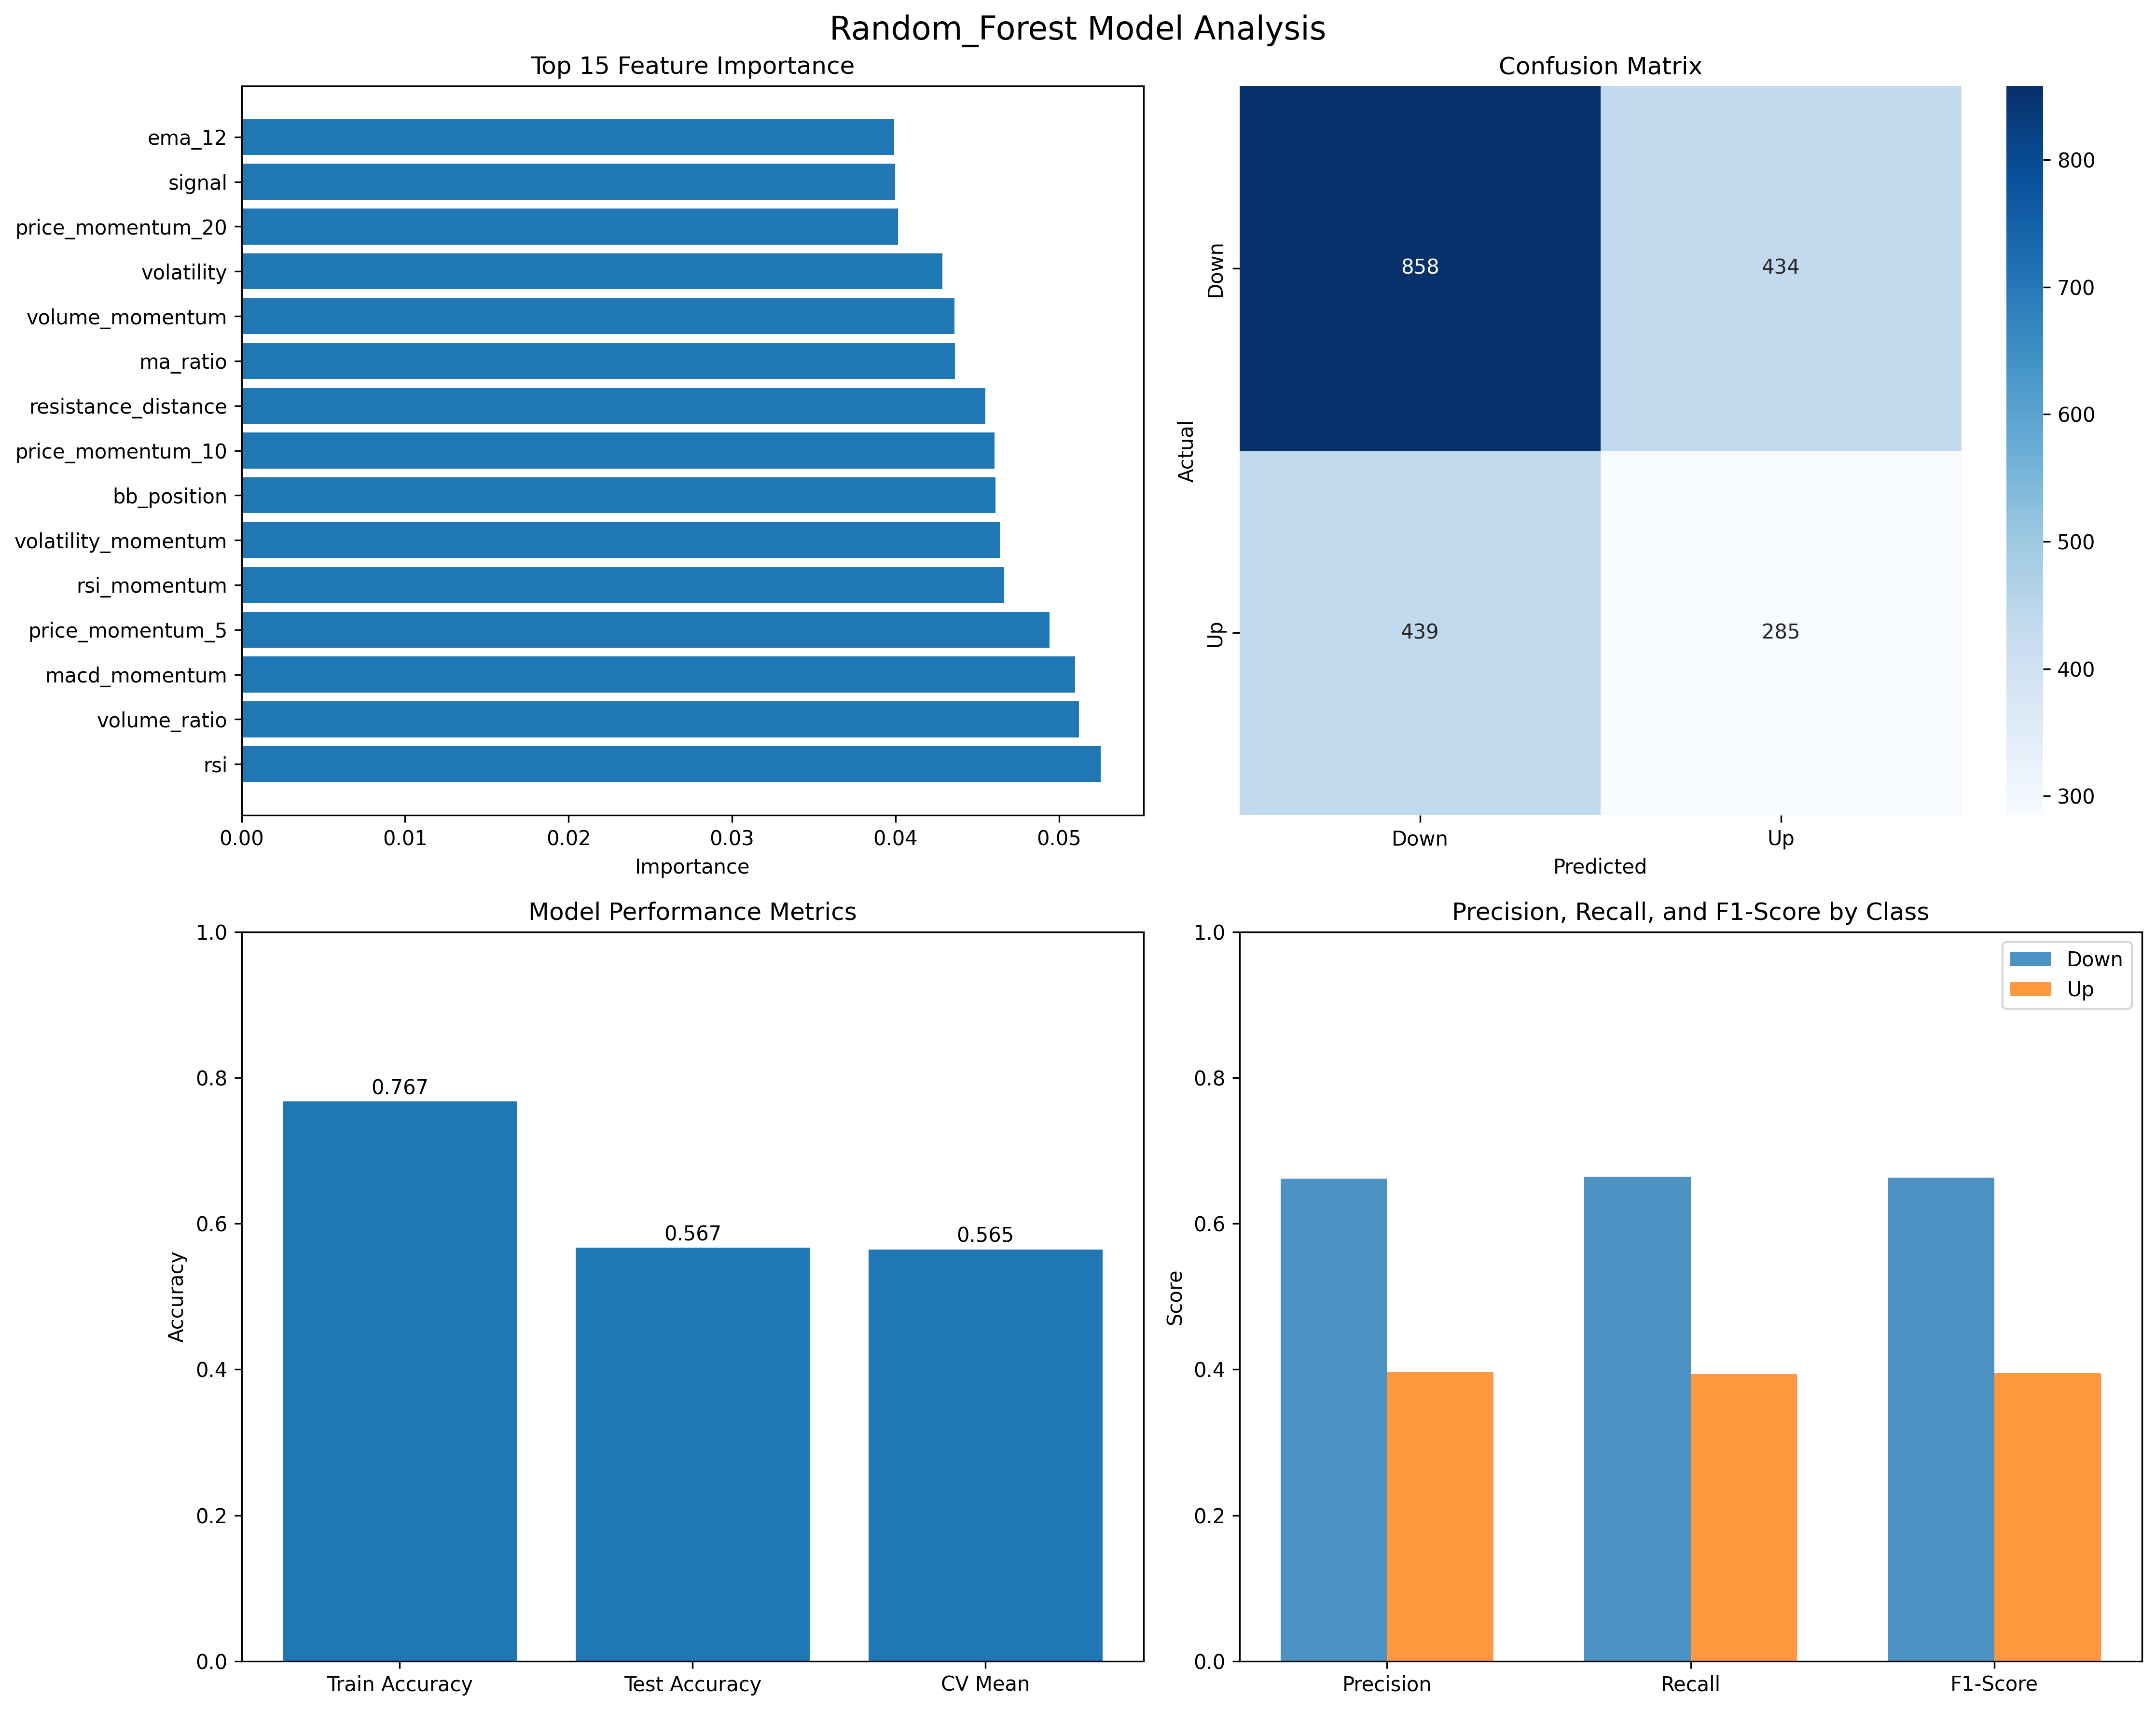 Random_Forest Model Analysis
Top 15 Feature Importance
ema_12
signal
price_momentum_20
volatility
volume_momentum
ma_ratio
resistance_distance
price_momentum_10
bb_position
volatility_momentum
rsi_momentum
price_momentum_5
macd_momentum
volume_ratio
rsi
0.00 0.01 0.02 0.03 0.04 0.05
Importance
Confusion Matrix
Actual
Down
Up
858 434
439 285
Down Up
Predicted
800
700
600
500
400
300
Model Performance Metrics
Accuracy
1.0
0.8
0.6
0.4
0.2
0.0
0.767
0.567
0.565
Train Accuracy Test Accuracy CV Mean
Precision, Recall, and F1-Score by Class
Score
1.0
0.8
0.6
0.4
0.2
0.0
Down
Up
Precision Recall F1-Score